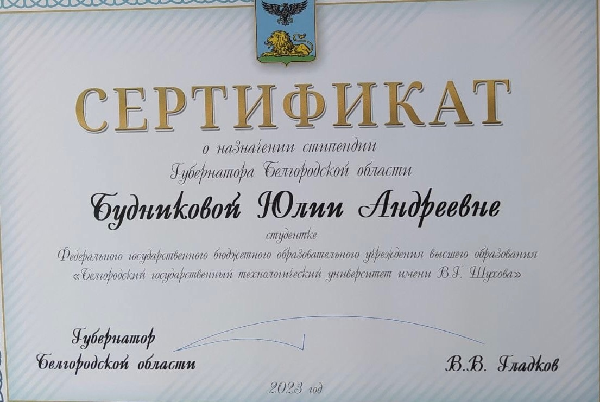 СЕРТИФИКАТ
о назначении стипендии
Губернатора Белгородской области
Будниковой Юлии Андреевне
студентке
Федерального государственного бюджетного образовательного учреждения высшего образования
«Белгородский государственный технологический университет имени В.Г. Шухова»
Губернатор
Белгородской области
В.В. Гладков
2023 год